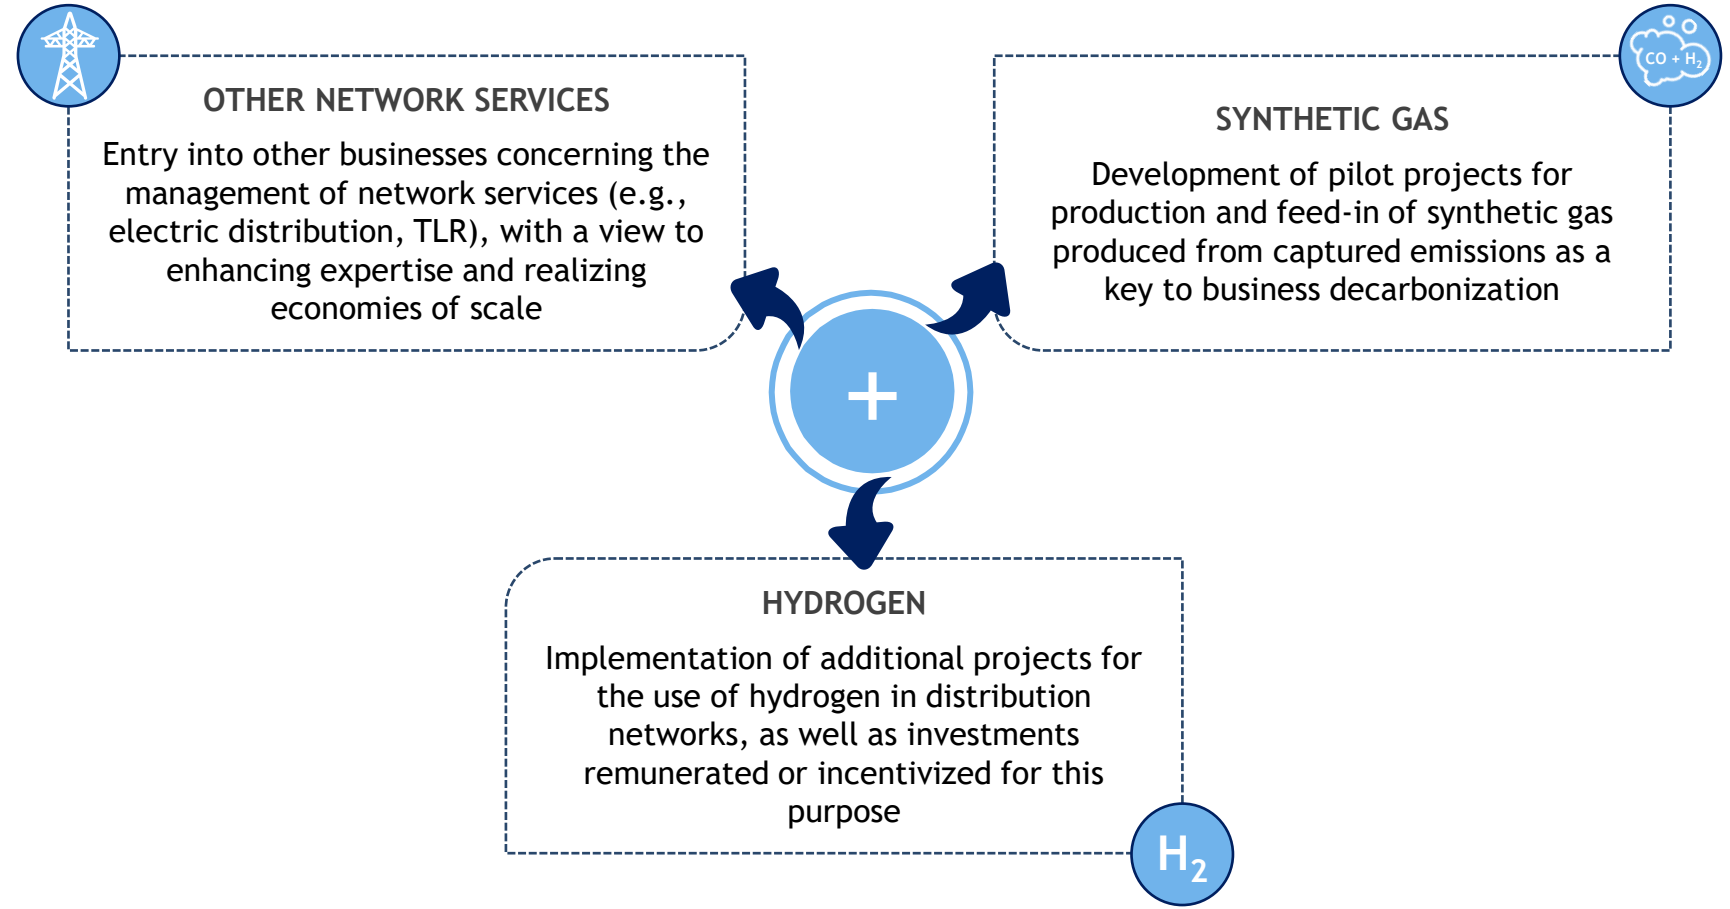 OTHER NETWORK SERVICES
Entry into other businesses concerning the
management of network services (e.g.,
electric distribution, TLR), with a view to
enhancing expertise and realizing
economies of scale
CO + H₂
SYNTHETIC GAS
Development of pilot projects for
production and feed-in of synthetic gas
produced from captured emissions as a
key to business decarbonization
+
HYDROGEN
Implementation of additional projects for
the use of hydrogen in distribution
networks, as well as investments
remunerated or incentivized for this
purpose
H₂